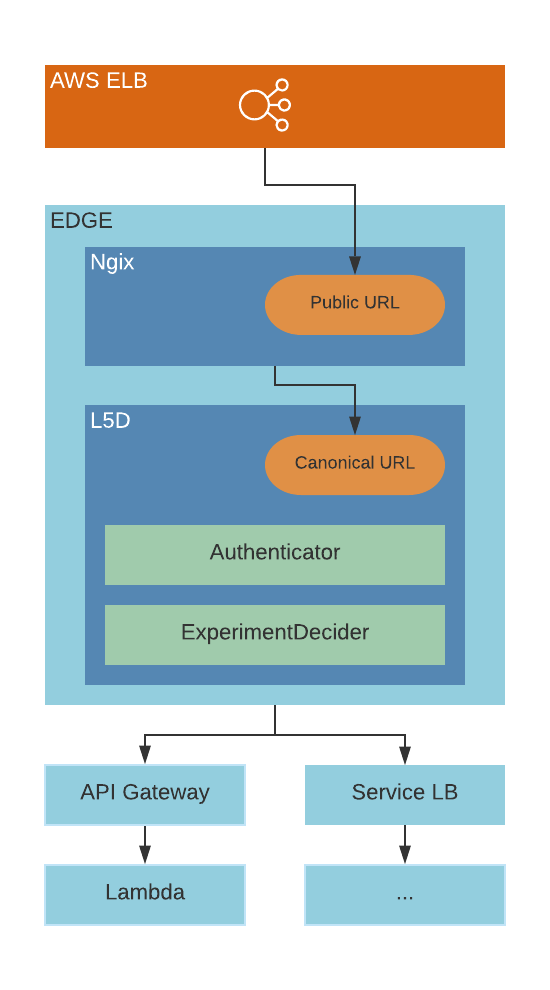 AWS ELB
EDGE
Ngix
Public URL
L5D
Canonical URL
Authenticator
ExperimentDecider
API Gateway
Service LB
Lambda
...